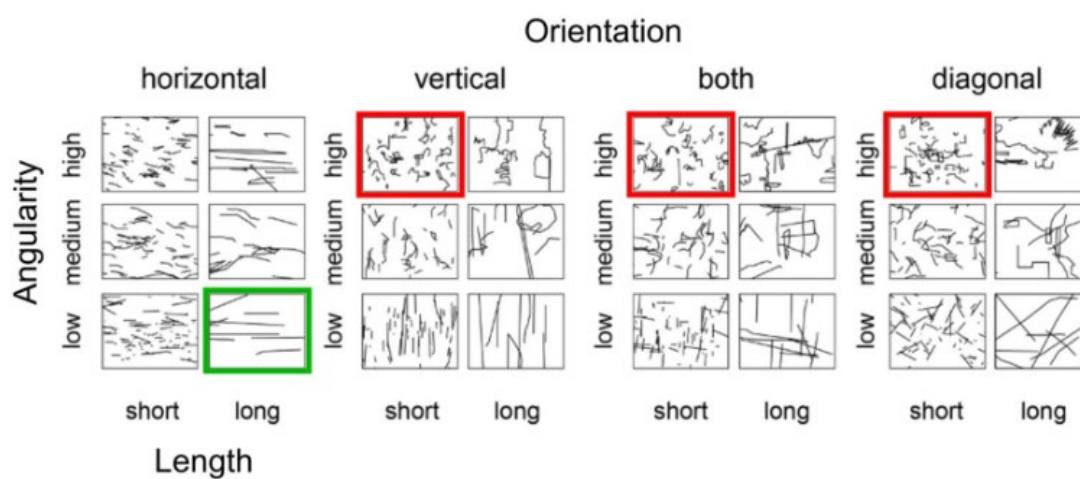 Orientation
horizontal vertical both diagonal
Angularity
high high high high
medium medium medium medium
low low low low
short long short long short long short long
Length